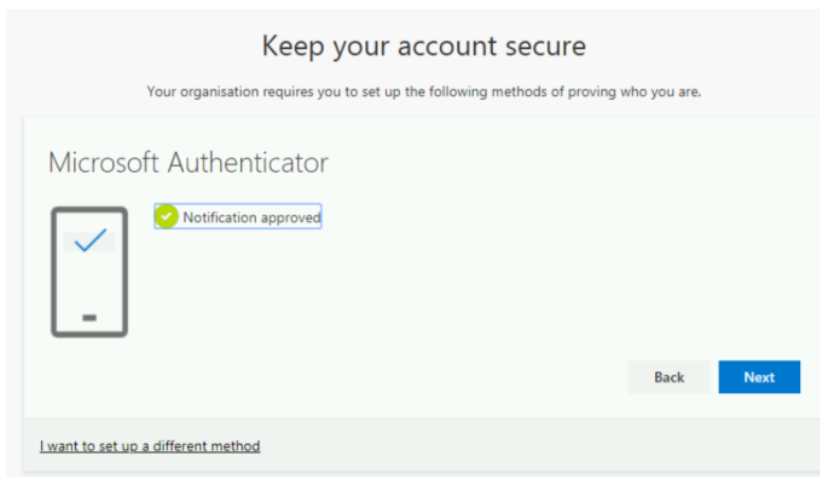 Keep your account secure
Your organisation requires you to set up the following methods of proving who you are.
Microsoft Authenticator
Notification approved
Back Next
I want to set up a different method